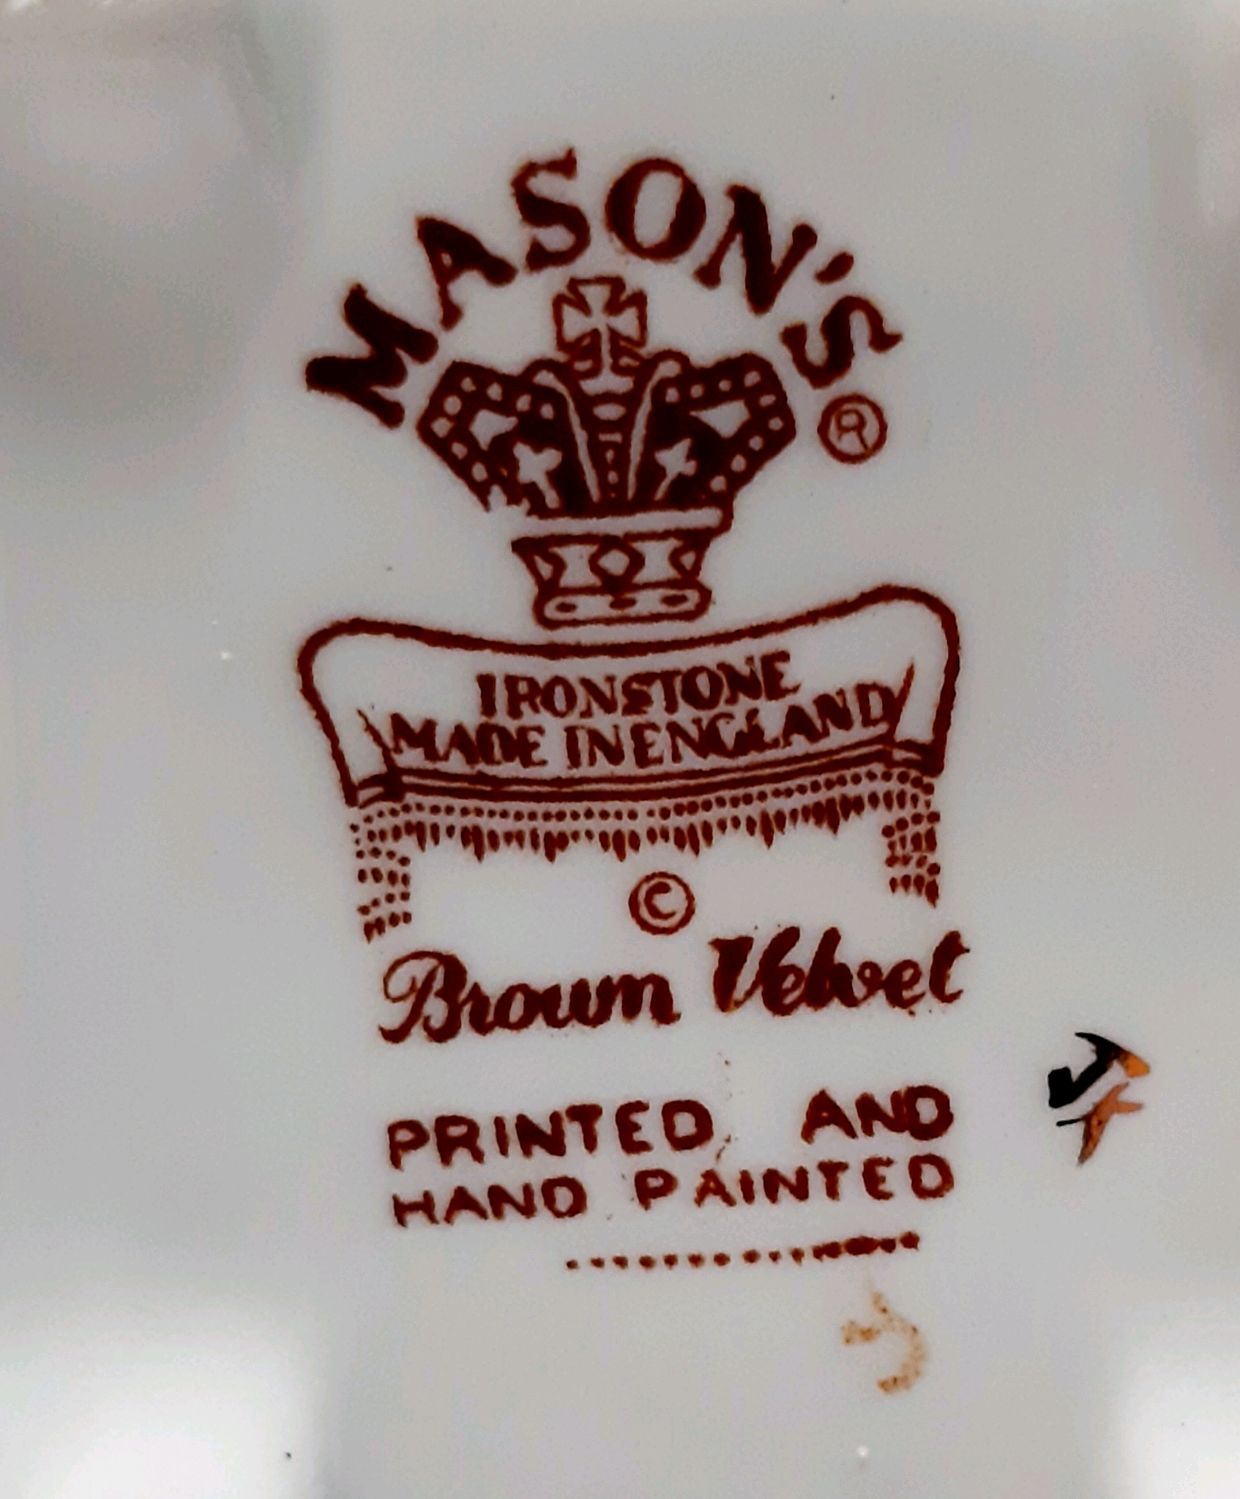 MASON'S ®
IRONSTONE
MADE IN ENGLAND
©
Brown Velvet
PRINTED AND
HAND PAINTED